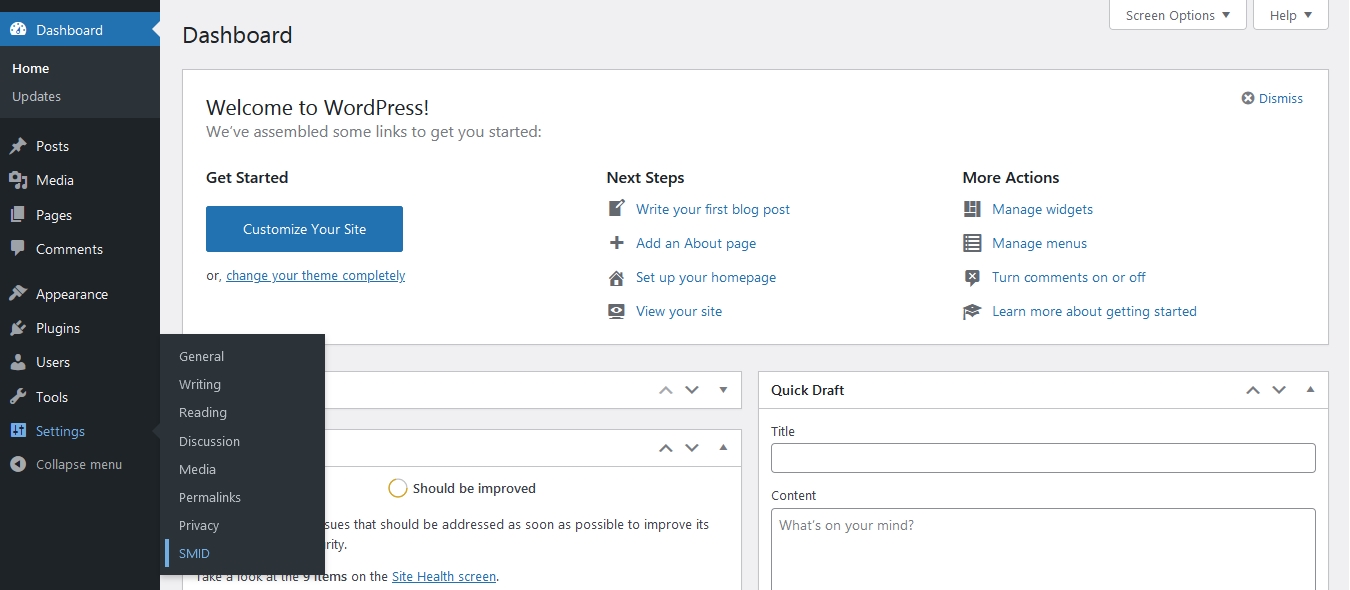 Dashboard
Home
Updates
Posts
Media
Pages
Comments
Appearance
Plugins
Users
Tools
Settings
Collapse menu
General
Writing
Reading
Discussion
Media
Permalinks
Privacy
SMID
Screen Options
Help
Dashboard
Welcome to WordPress!
We've assembled some links to get you started:
Dismiss
Get Started
Customize Your Site
or, change your theme completely
Next Steps
Write your first blog post
Add an About page
Set up your homepage
View your site
More Actions
Manage widgets
Manage menus
Turn comments on or off
Learn more about getting started
Should be improved
sues that should be addressed as soon as possible to improve its
rity.
Take a look at the 9 items on the Site Health screen.
Quick Draft
Title
Content
What's on your mind?